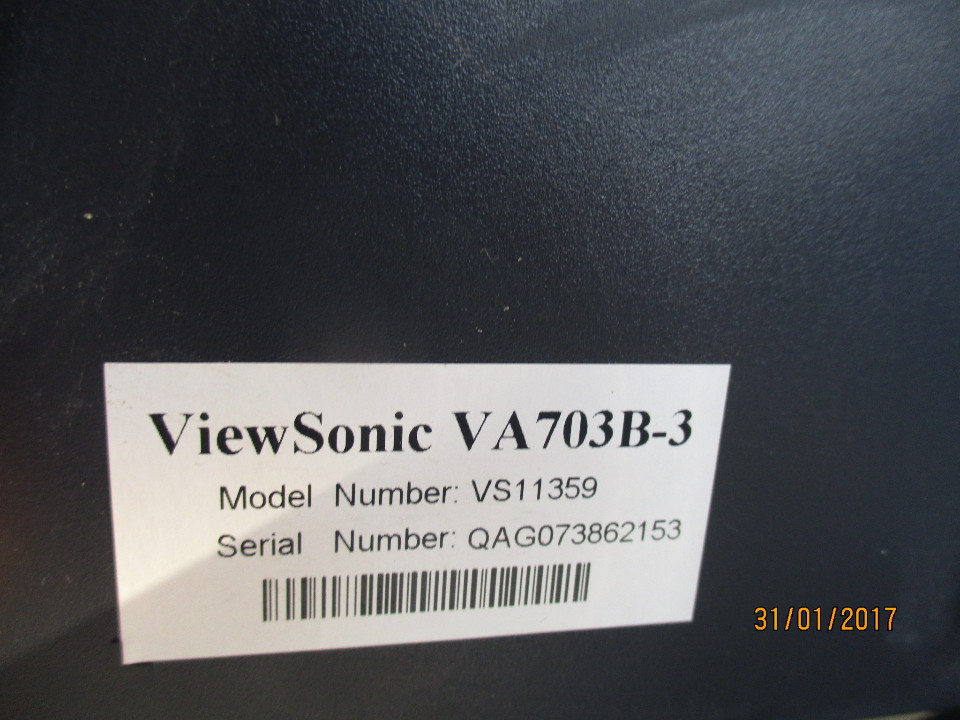 ViewSonic VA703B-3
Model Number: VS11359
Serial Number: QAG073862153
31/01/2017